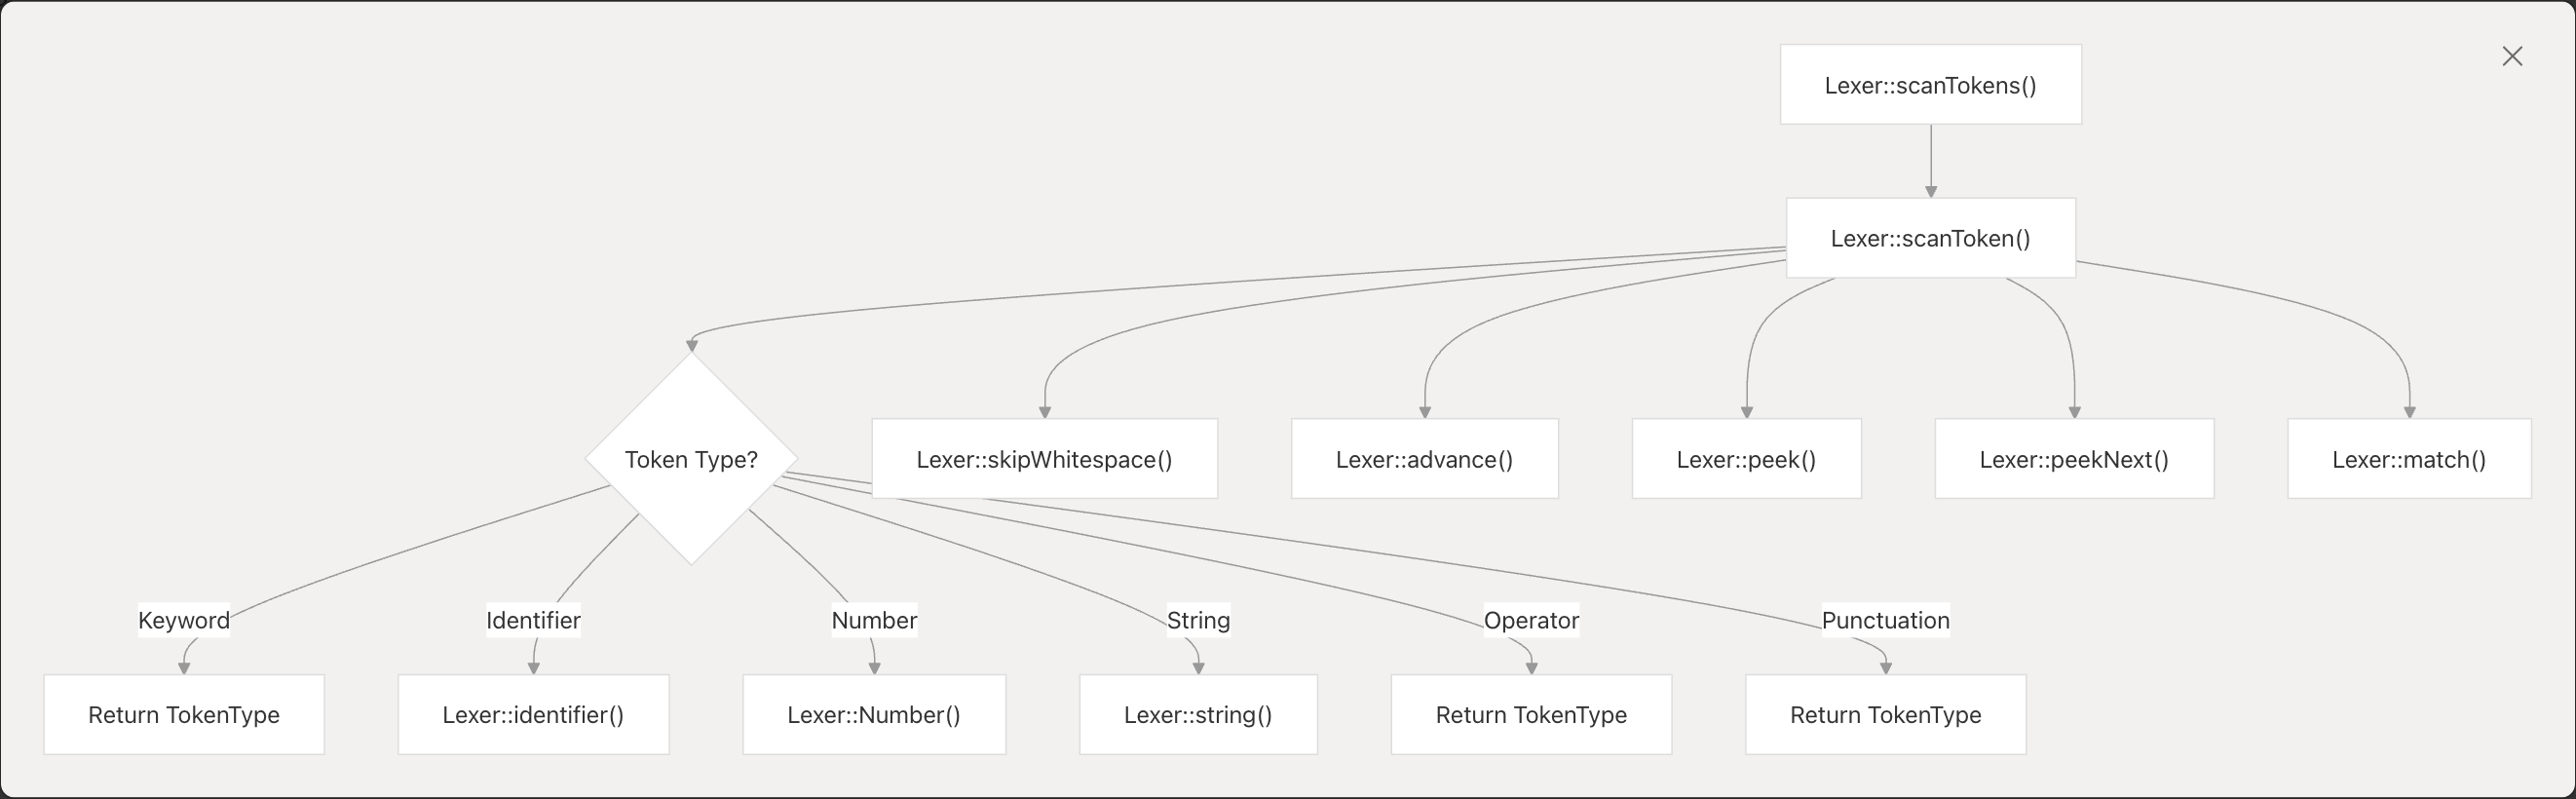 Lexer::scanTokens()
Lexer::scanToken()
Token Type?
Lexer::skipWhitespace()
Lexer::advance()
Lexer::peek()
Lexer::peekNext()
Lexer::match()
Keyword
Identifier
Number
String
Operator
Punctuation
Return TokenType
Lexer::identifier()
Lexer::Number()
Lexer::string()
Return TokenType
Return TokenType